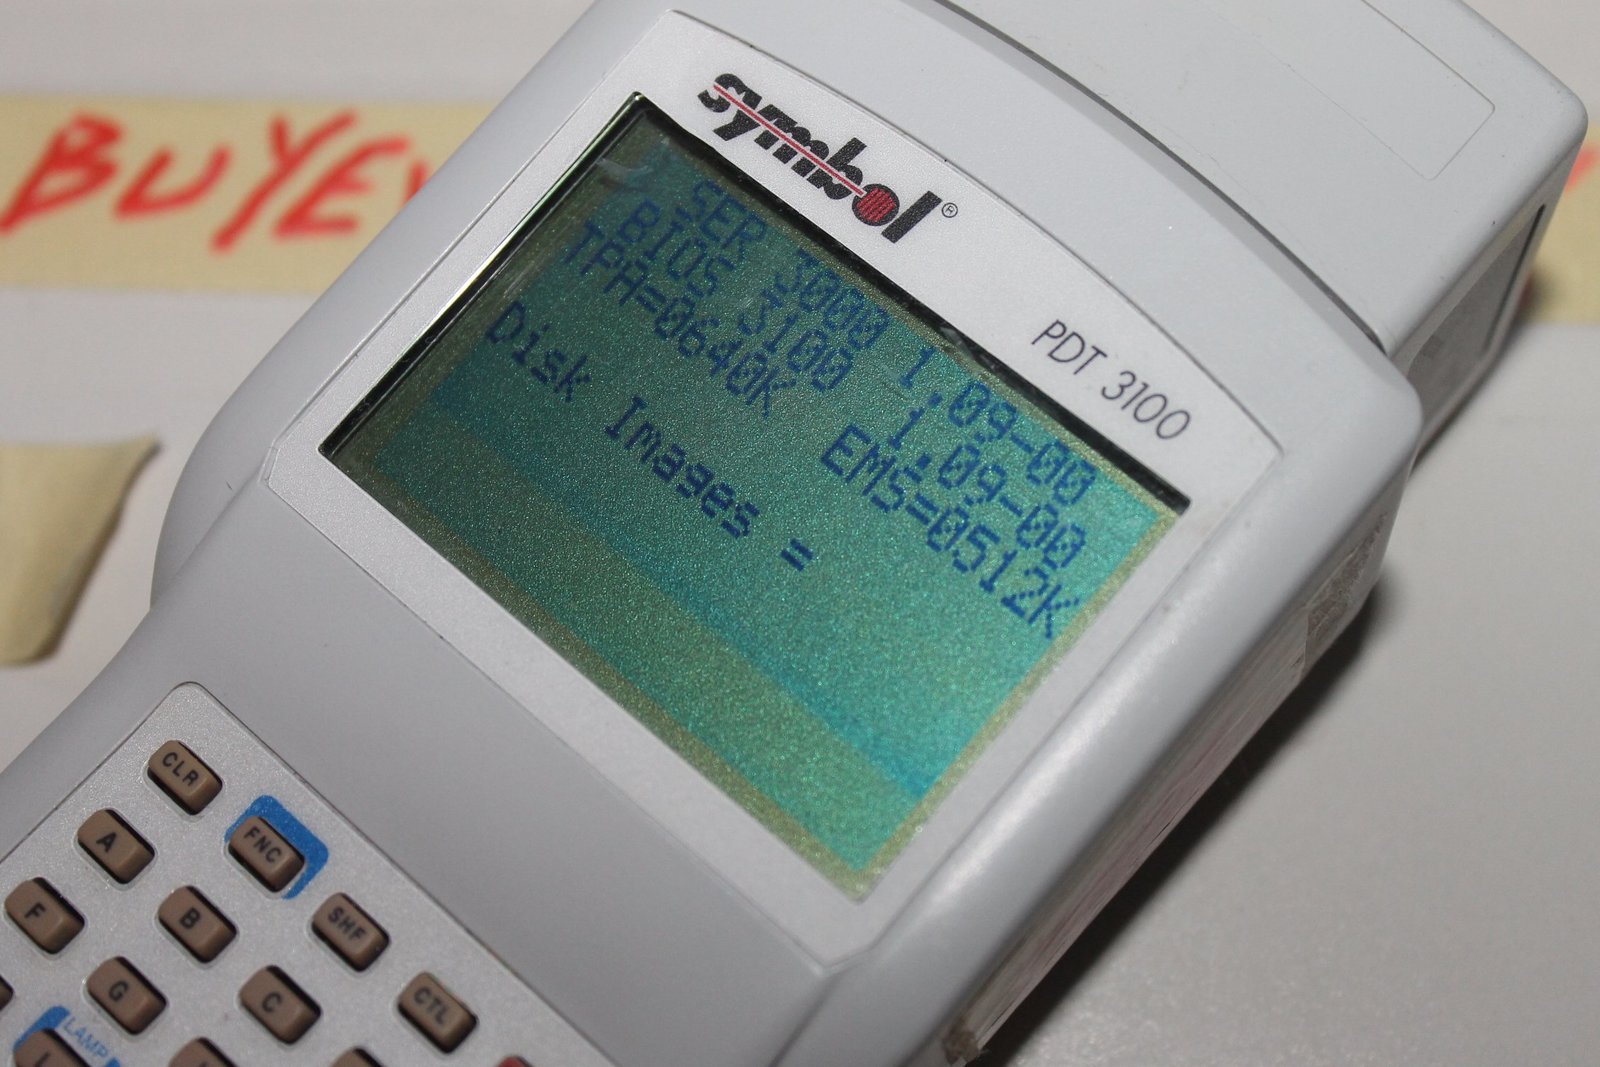 BUYE
symbol®
PDT 3100
SER 3000 1.09-00
BIOS 3100 1.09-00
TPA=0640K EMS=0512K
Disk Images =
CLR
FNC
SHF
CTL
A
B
C
F
G
LAMP